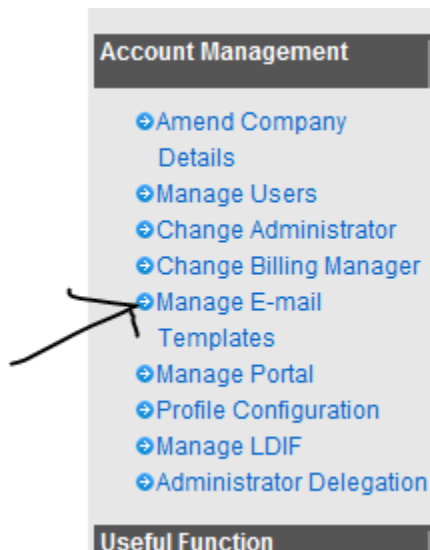 Account Management
Amend Company
Details
Manage Users
Change Administrator
Change Billing Manager
Manage E-mail
Templates
Manage Portal
Profile Configuration
Manage LDIF
Administrator Delegation
Useful Function